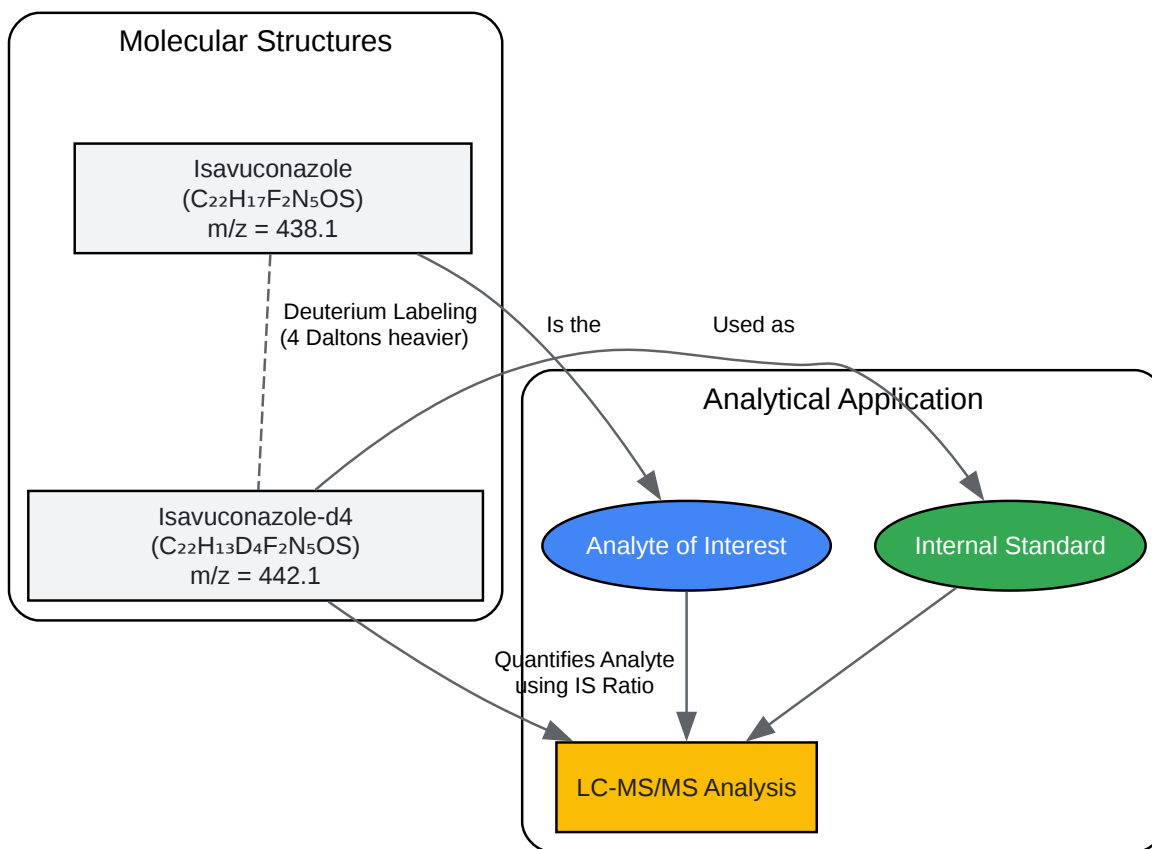 Molecular Structures
Isavuconazole
(C₂₂H₁₇F₂N₅OS)
m/z = 438.1
Deuterium Labeling
(4 Daltons heavier)
Is the
Used as
Analytical Application
Isavuconazole-d4
(C₂₂H₁₃D₄F₂N₅OS)
m/z = 442.1
Analyte of Interest
Internal Standard
Quantifies Analyte
using IS Ratio
LC-MS/MS Analysis